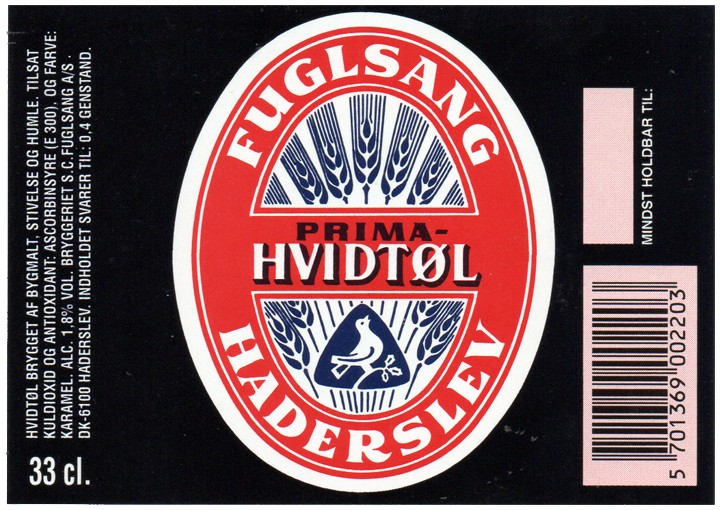 HVIDTØL BRYGGET AF BYGMALT, STIVELSE OG HUMLE. TILSAT
KULDIOXID OG ANTIOXIDANT: ASCORBINSYRE (E 300), OG FARVE:
KARAMEL. ALC. 1,8% VOL. BRYGGERIET S.C. FUGLSANG A/S ·
DK-6100 HADERSLEV. INDHOLDET SVARER TIL: 0,4 GENSTAND.
33 cl.
FUGLSANG
PRIMA-
HVIDTØL
HADERSLEV
MINDST HOLDBAR TIL:
5 701369 002203